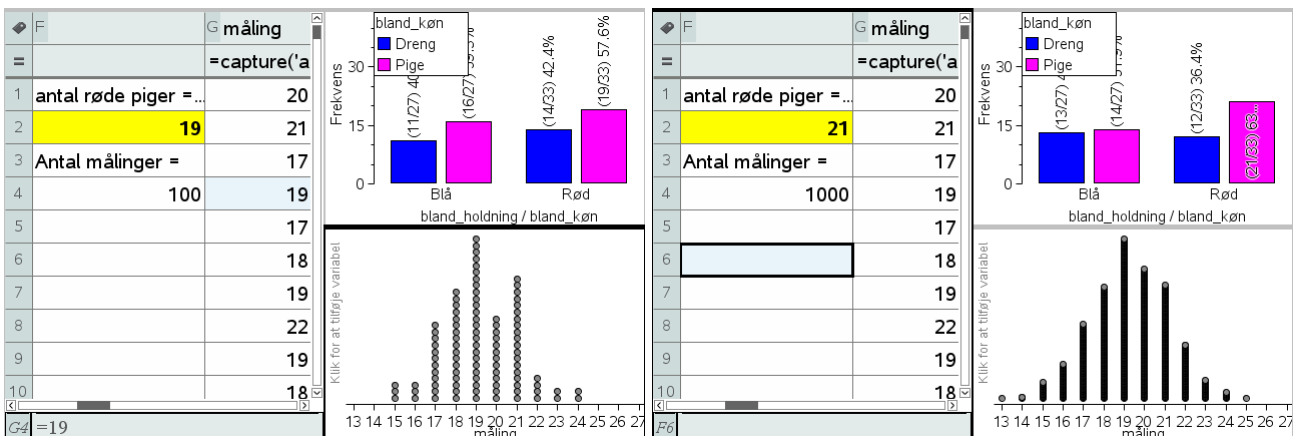 F
G måling
=
=capture('a
1 antal røde piger =... 20
2 19 21
3 Antal målinger = 17
4 100 19
5 17
6 18
7 19
8 22
9 19
10 18
G4 =19
bland_køn
Dreng
Pige
Frekvens
30
15
0
(11/27)
(16/27)
(14/33) 42.4%
(19/33) 57.6%
Blå Rød
bland_holdning / bland_køn
Klik for at tilføje variabel
13 14 15 16 17 18 19 20 21 22 23 24 25 26 27
måling
F
G måling
=
=capture('a
1 antal røde piger =... 20
2 21 21
3 Antal målinger = 17
4 1000 19
5 17
6 18
7 19
8 22
9 19
10 18
F6
bland_køn
Dreng
Pige
Frekvens
30
15
0
(13/27)
(14/27)
(12/33) 36.4%
(21/33) 63...
Blå Rød
bland_holdning / bland_køn
Klik for at tilføje variabel
13 14 15 16 17 18 19 20 21 22 23 24 25 26 27
måling